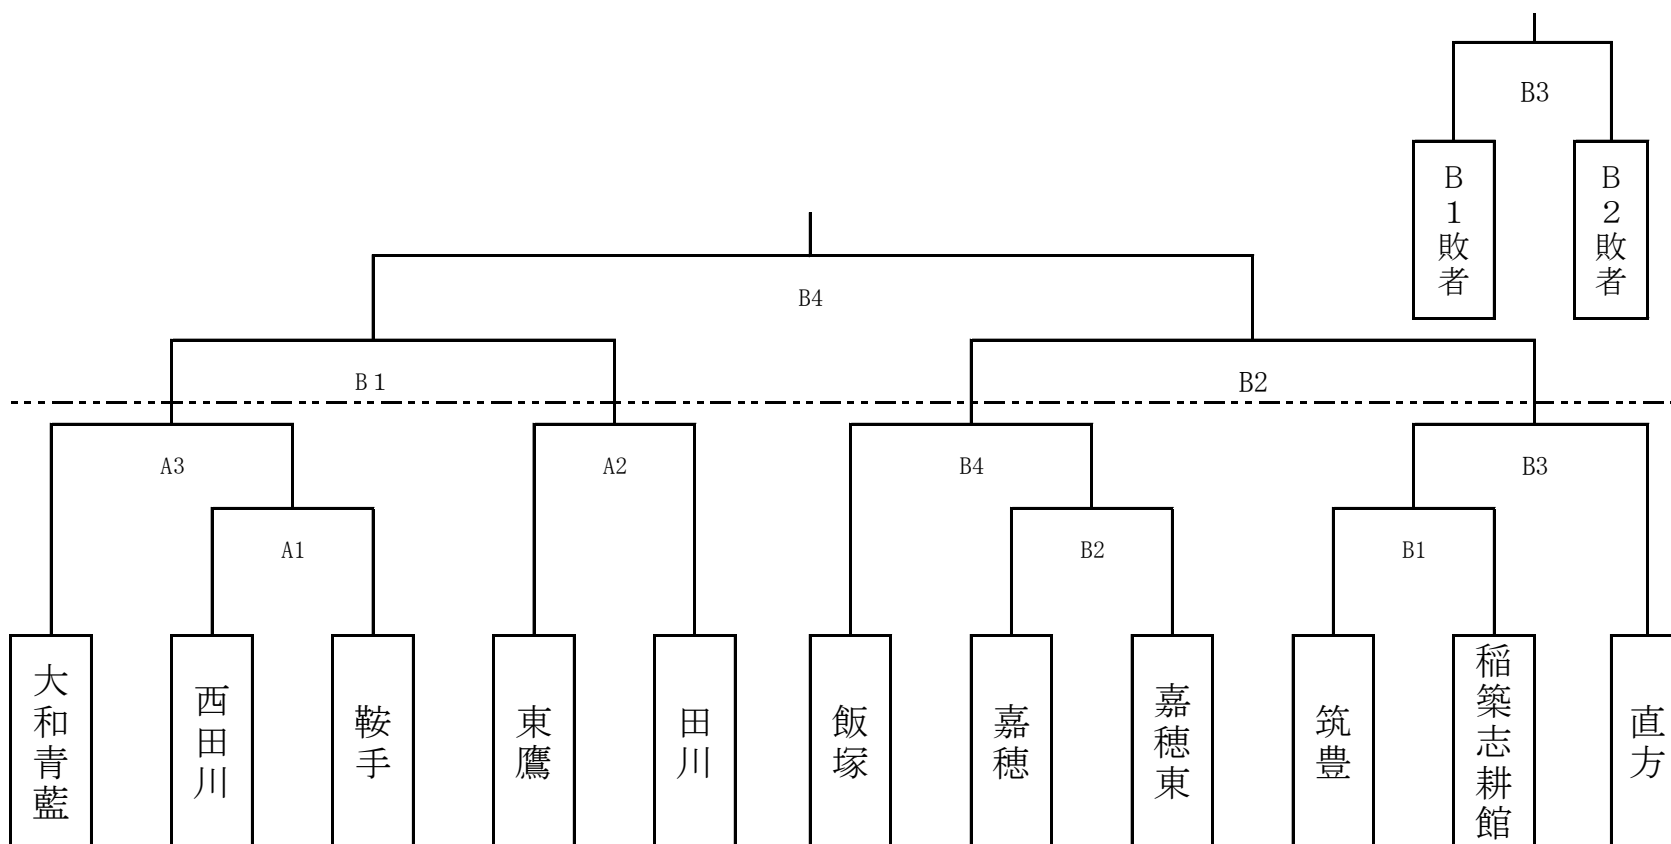 B3
B1敗者
B2敗者
B4
B１
B2
A3
A2
B4
B3
A1
B2
B1
大和青藍
西田川
鞍手
東鷹
田川
飯塚
嘉穂
嘉穂東
筑豊
稲築志耕館
直方